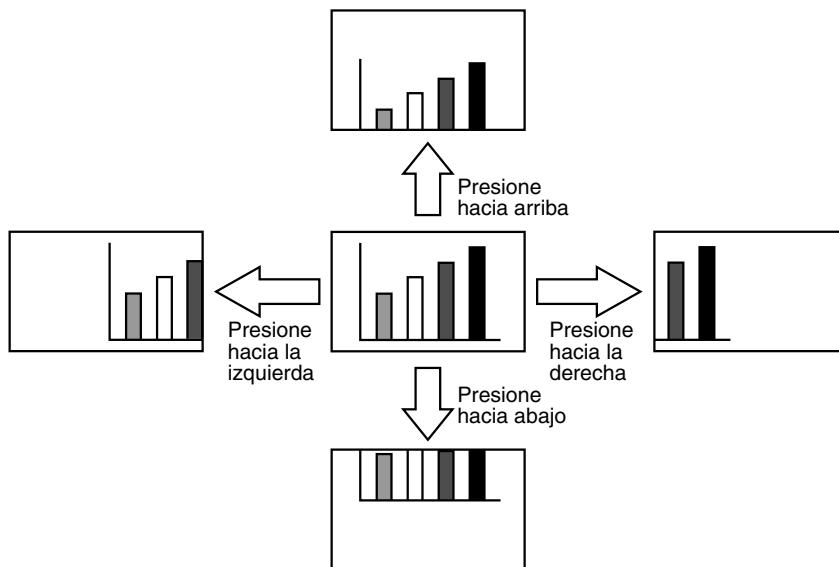 Presione
hacia arriba
Presione
hacia la
izquierda
Presione
hacia la
derecha
Presione
hacia abajo